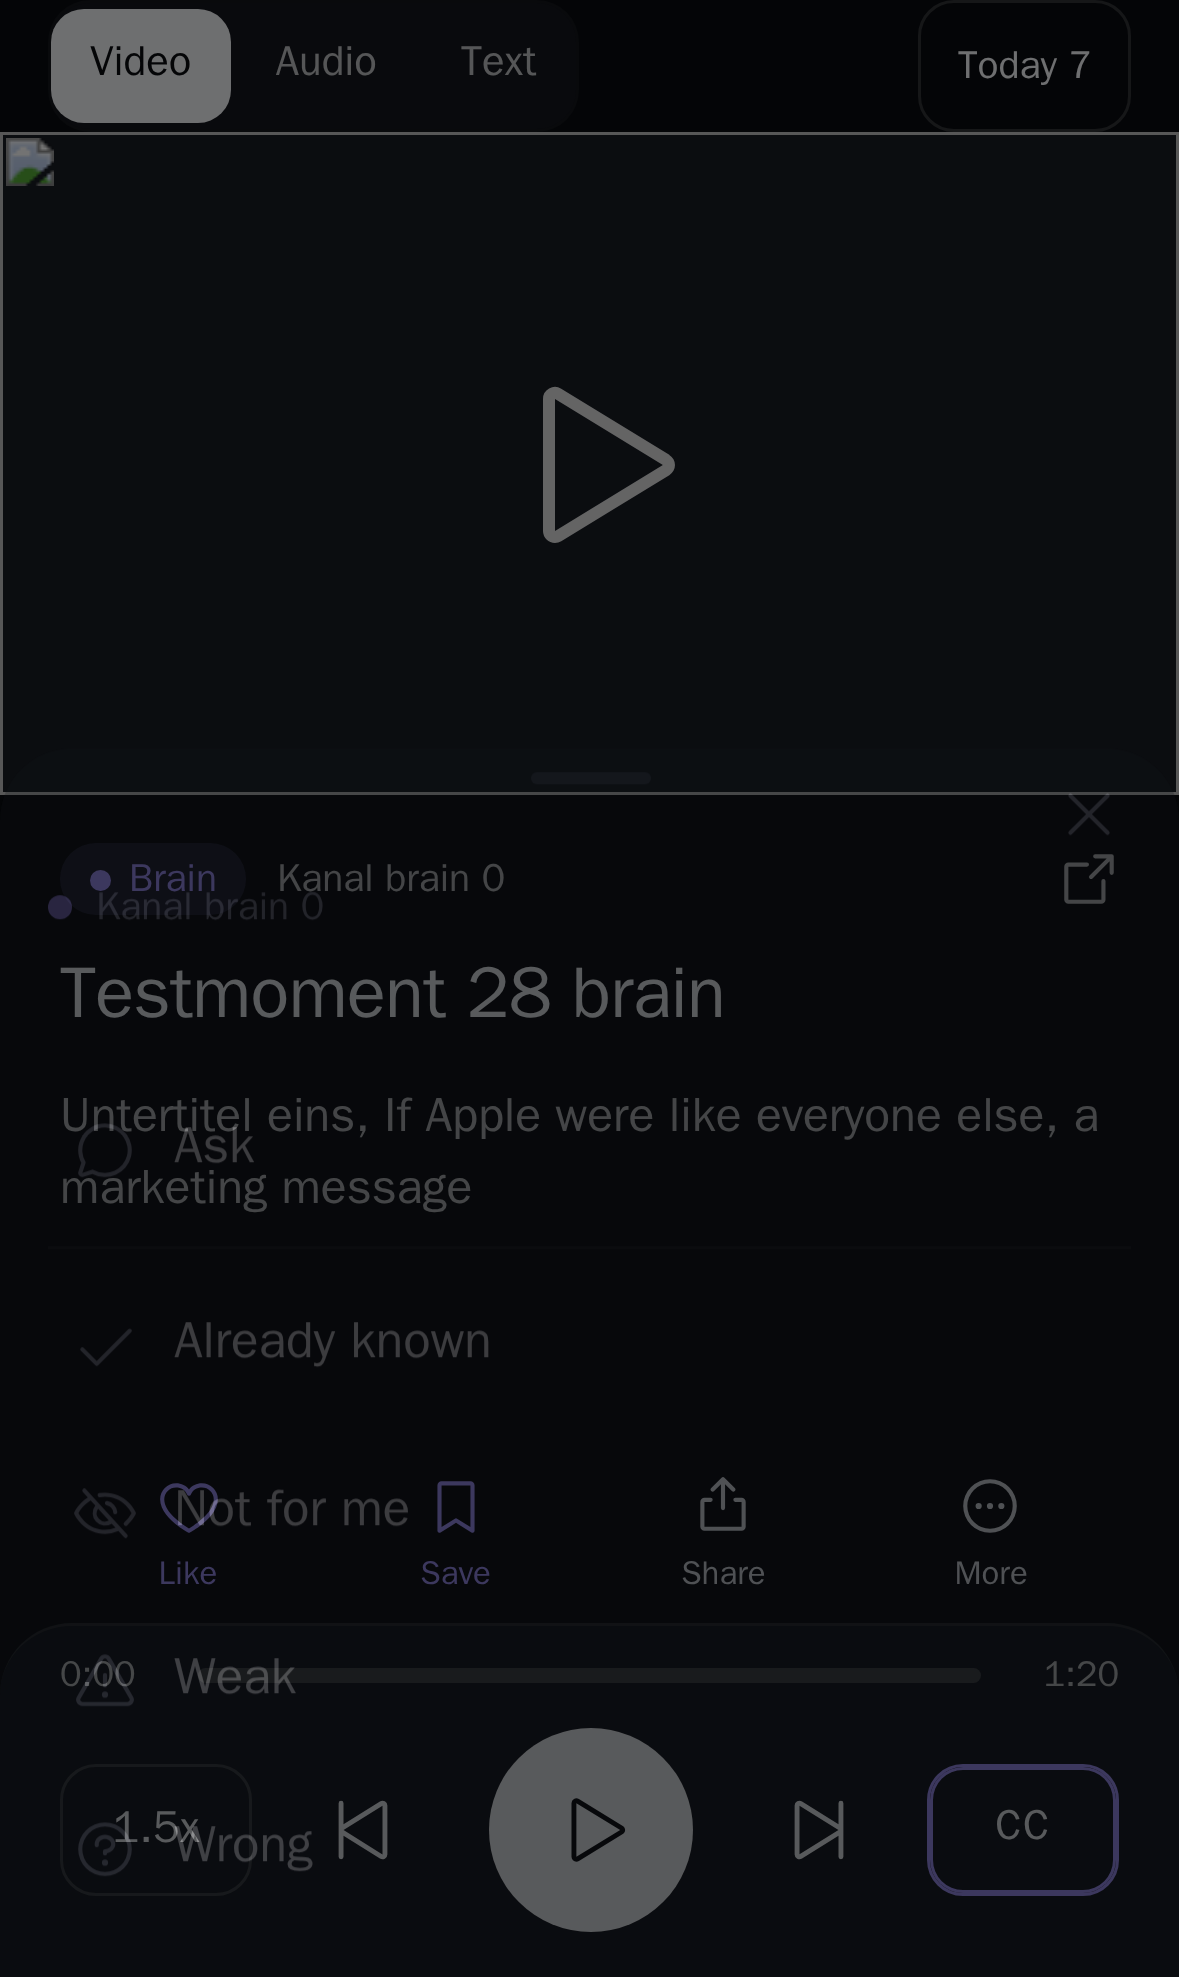 Video
Audio
Text
Today 7
Brain
Kanal brain 0
Kanal brain 0
Testmoment 28 brain
Untertitel eins, If Apple were like everyone else, a
Ask
marketing message
Already known
Not for me
Like
Save
Share
More
0:00
Weak
1:20
1.5x
Wrong
CC